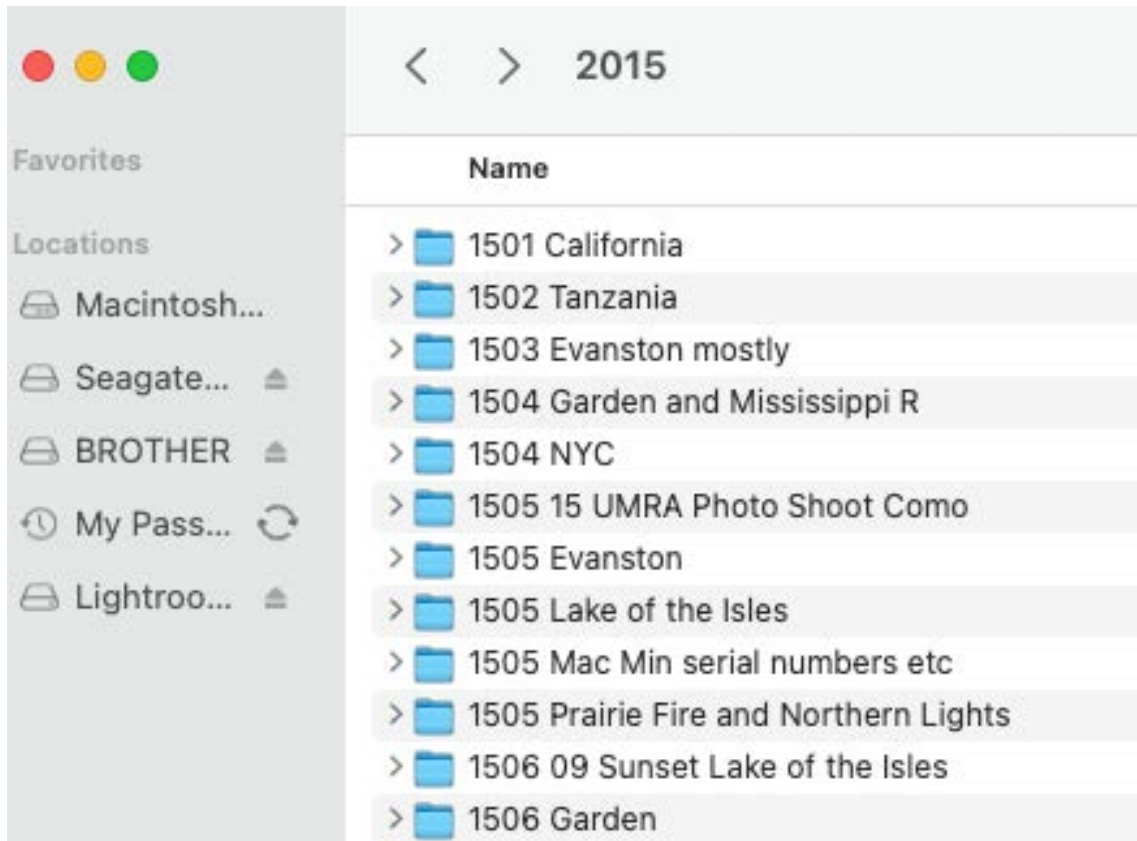 2015
Favorites
Locations
Macintosh...
Seagate...
BROTHER
My Pass...
Lightroo...
Name
1501 California
1502 Tanzania
1503 Evanston mostly
1504 Garden and Mississippi R
1504 NYC
1505 15 UMRA Photo Shoot Como
1505 Evanston
1505 Lake of the Isles
1505 Mac Min serial numbers etc
1505 Prairie Fire and Northern Lights
1506 09 Sunset Lake of the Isles
1506 Garden